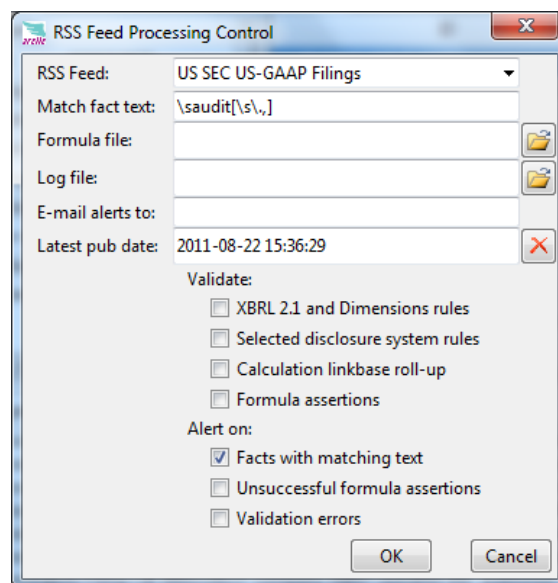 arelle RSS Feed Processing Control
RSS Feed: US SEC US-GAAP Filings
Match fact text: \saudit[\s\.,]
Formula file:
Log file:
E-mail alerts to:
Latest pub date: 2011-08-22 15:36:29
Validate:
XBRL 2.1 and Dimensions rules
Selected disclosure system rules
Calculation linkbase roll-up
Formula assertions
Alert on:
Facts with matching text
Unsuccessful formula assertions
Validation errors
OK Cancel